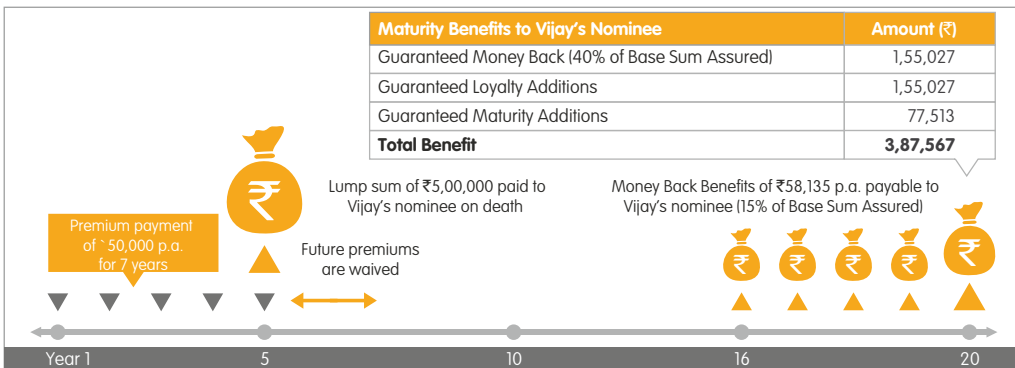 Maturity Benefits to Vijay's Nominee Amount (₹)
Guaranteed Money Back (40% of Base Sum Assured) 1,55,027
Guaranteed Loyalty Additions 1,55,027
Guaranteed Maturity Additions 77,513
Total Benefit 3,87,567
₹
Lump sum of ₹5,00,000 paid to
Vijay's nominee on death
Money Back Benefits of ₹58,135 p.a. payable to
Vijay's nominee (15% of Base Sum Assured)
Premium payment
of `50,000 p.a.
for 7 years
Future premiums
are waived
₹ ₹ ₹ ₹ ₹
Year 1 5 10 16 20